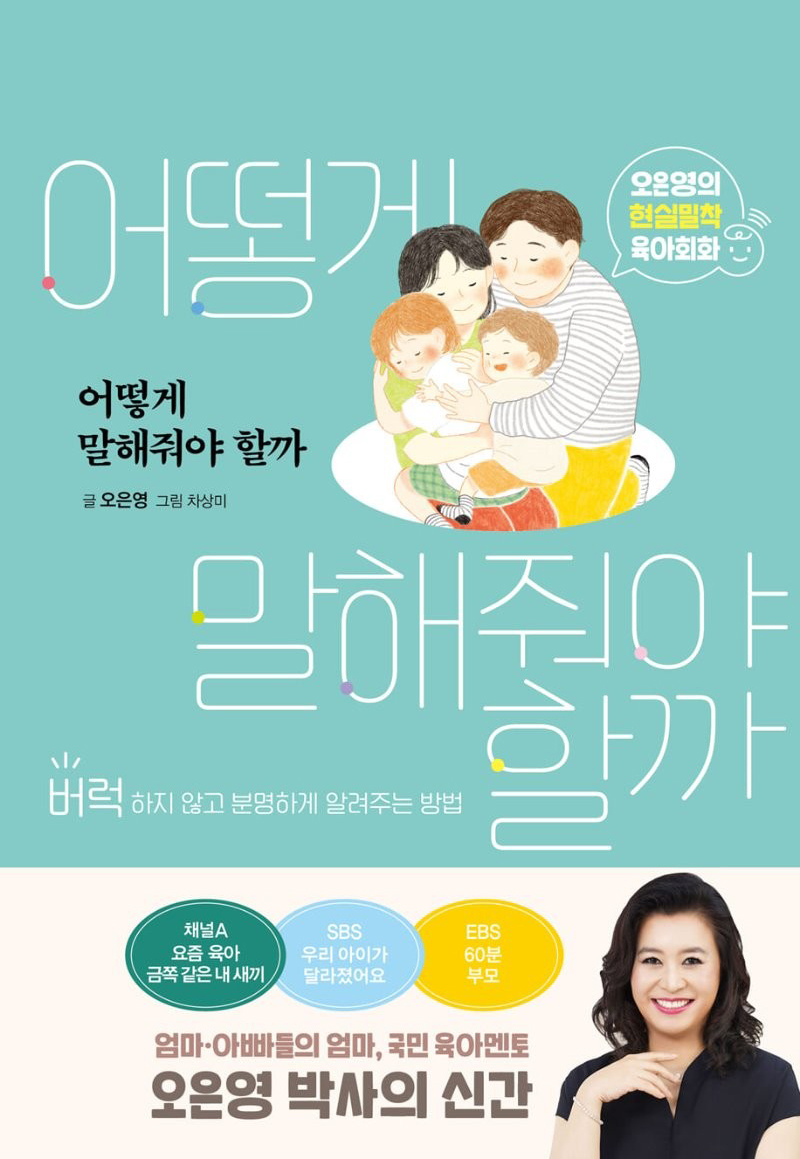 어떻게
오은영의
현실밀착
육아회화
어떻게
말해줘야 할까
글 오은영 그림 차상미
말해줘야
할까
버럭 하지 않고 분명하게 알려주는 방법
채널A
요즘 육아
금쪽 같은 내 새끼
SBS
우리 아이가
달라졌어요
EBS
60분
부모
엄마·아빠들의 엄마, 국민 육아멘토
오은영 박사의 신간